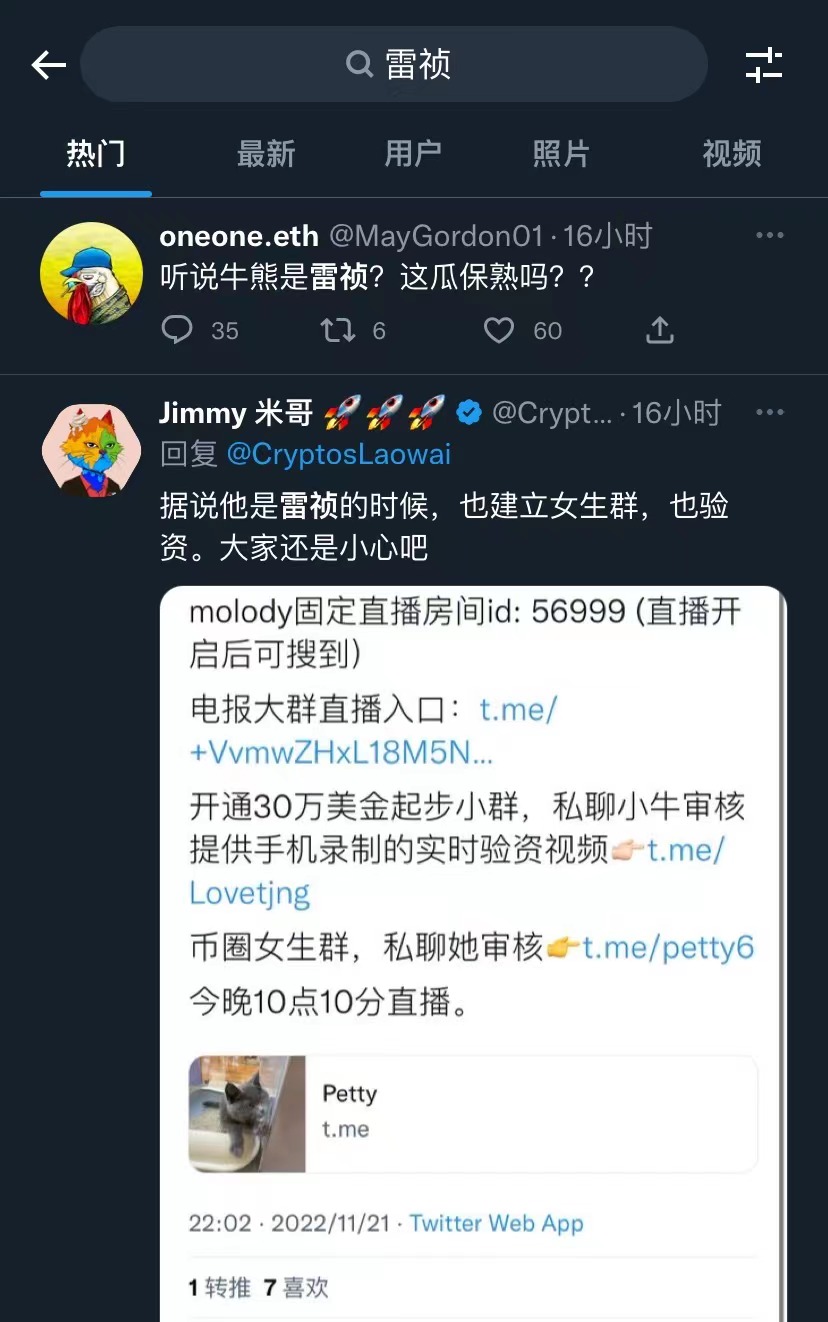 雷祯
热门 最新 用户 照片 视频
oneone.eth @MayGordon01 · 16小时
听说牛熊是雷祯？这瓜保熟吗？？
35 6 60
Jimmy 米哥 🚀🚀🚀 @Crypt... · 16小时
回复 @CryptosLaowai
据说他是雷祯的时候，也建立女生群，也验
资。大家还是小心吧
molody固定直播房间id: 56999 (直播开
启后可搜到)
电报大群直播入口：t.me/
+VvmwZHxL18M5N...
开通30万美金起步小群，私聊小牛审核
提供手机录制的实时验资视频👉🏻t.me/
Lovetjng
币圈女生群，私聊她审核👉t.me/petty6
今晚10点10分直播。
Petty
t.me
22:02 · 2022/11/21 · Twitter Web App
1 转推 7 喜欢